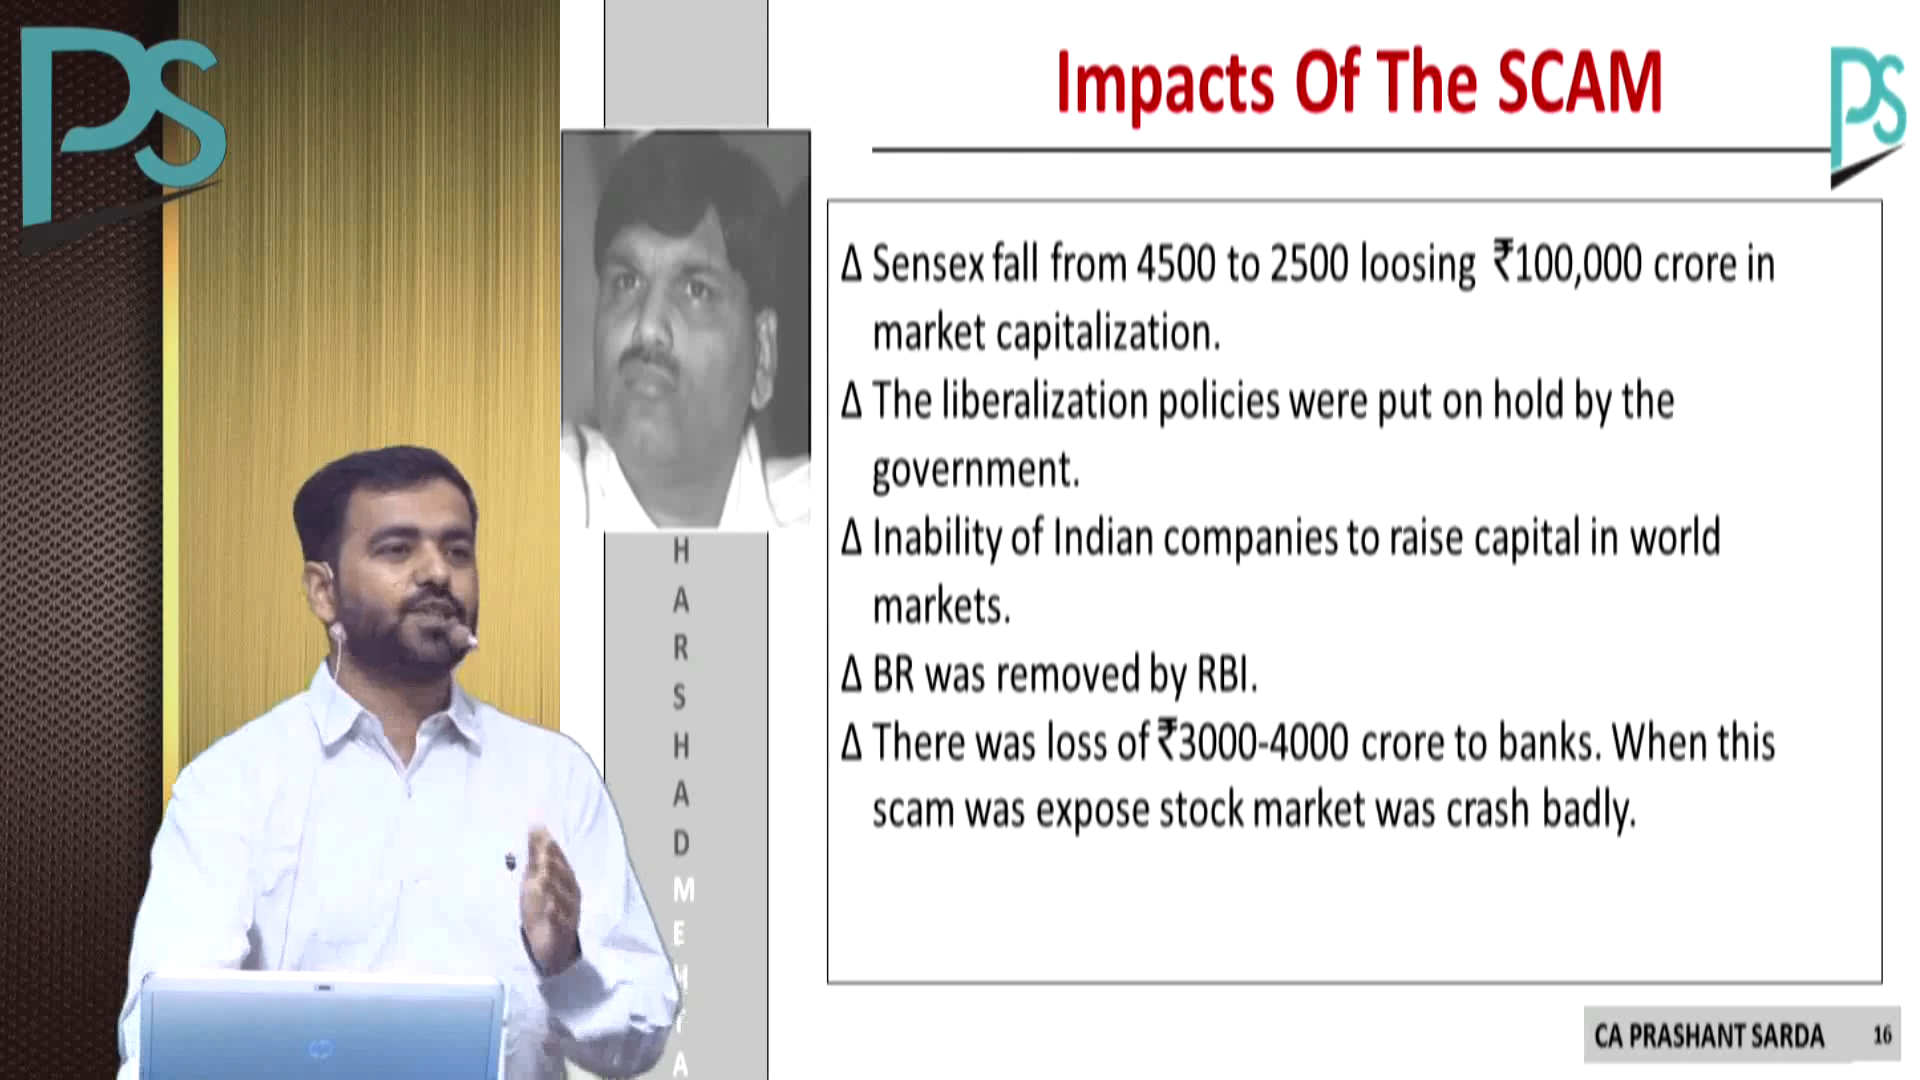 PS
Impacts Of The SCAM
PS
Δ Sensex fall from 4500 to 2500 loosing ₹100,000 crore in
market capitalization.
Δ The liberalization policies were put on hold by the
government.
Δ Inability of Indian companies to raise capital in world
markets.
Δ BR was removed by RBI.
Δ There was loss of ₹3000-4000 crore to banks. When this
scam was expose stock market was crash badly.
H
A
R
S
H
A
D
M
E
H
T
A
hp
CA PRASHANT SARDA 16